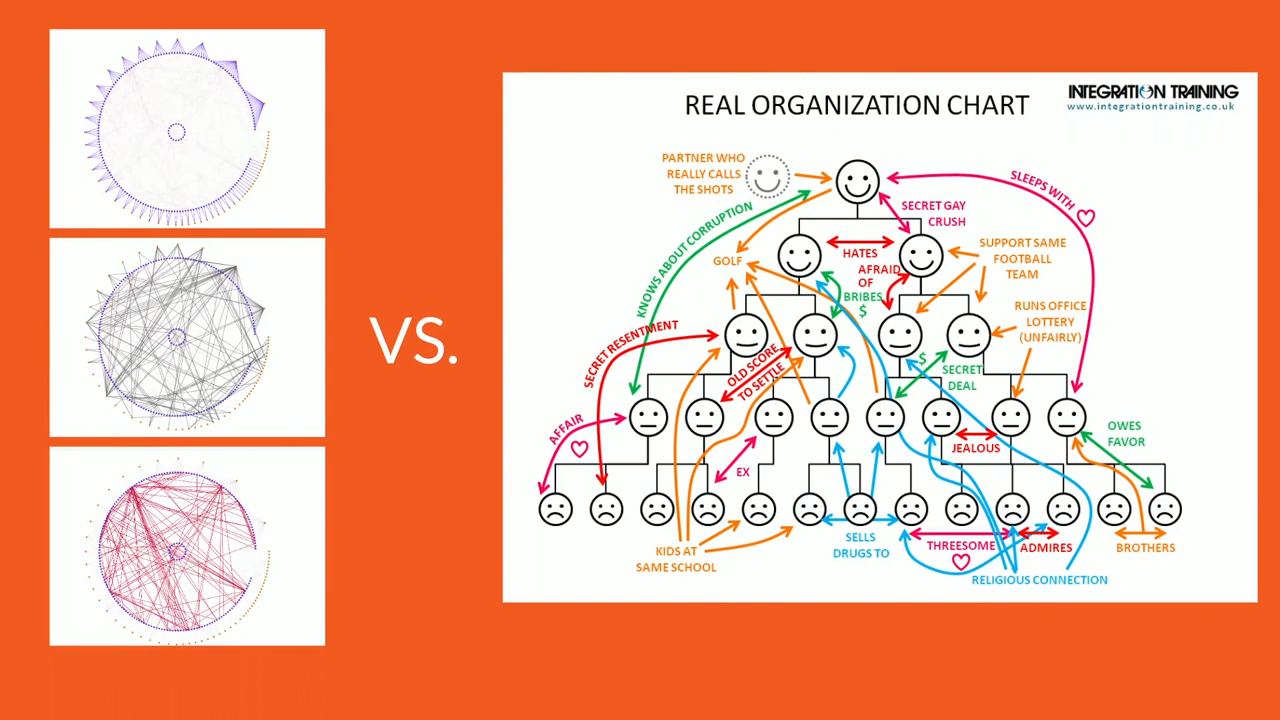 VS.
REAL ORGANIZATION CHART
INTEGRATION TRAINING
www.integrationtraining.co.uk
PARTNER WHO
REALLY CALLS
THE SHOTS
SLEEPS WITH
SECRET GAY
CRUSH
KNOWS ABOUT CORRUPTION
GOLF
HATES
SUPPORT SAME
FOOTBALL
TEAM
AFRAID
OF
BRIBES
$
RUNS OFFICE
LOTTERY
(UNFAIRLY)
SECRET RESENTMENT
OLD SCORE
TO SETTLE
$
SECRET
DEAL
AFFAIR
JEALOUS
OWES
FAVOR
EX
KIDS AT
SAME SCHOOL
SELLS
DRUGS TO
THREESOME
ADMIRES
BROTHERS
RELIGIOUS CONNECTION